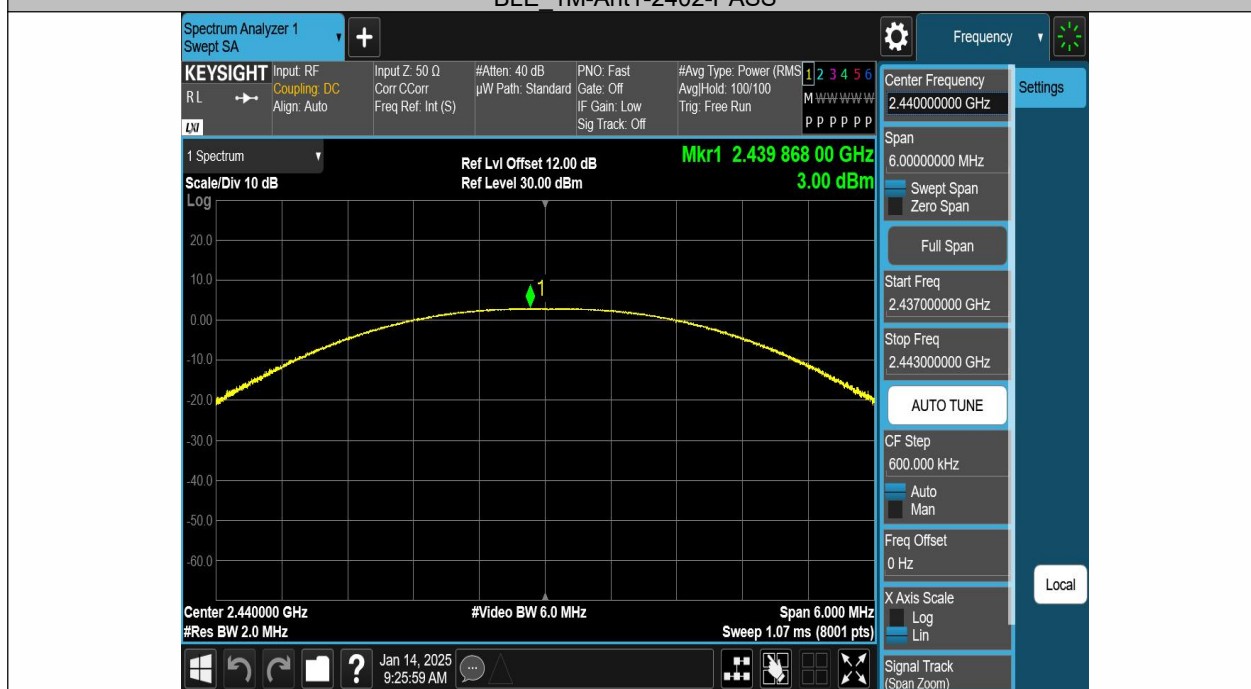 BLE_1M-Ant1-2402-PASS
Spectrum Analyzer 1
Swept SA
+
Frequency
KEYSIGHT
RL
LXI
Input: RF
Coupling: DC
Align: Auto
Input Z: 50 Ω
Corr CCorr
Freq Ref: Int (S)
#Atten: 40 dB
µW Path: Standard
PNO: Fast
Gate: Off
IF Gain: Low
Sig Track: Off
#Avg Type: Power (RMS
Avg|Hold: 100/100
Trig: Free Run
1 2 3 4 5 6
M W W W W W
P P P P P P
1 Spectrum
Scale/Div 10 dB
Log
Ref Lvl Offset 12.00 dB
Ref Level 30.00 dBm
Mkr1 2.439 868 00 GHz
3.00 dBm
20.0
10.0
0.00
-10.0
-20.0
-30.0
-40.0
-50.0
-60.0
1
Center 2.440000 GHz
#Res BW 2.0 MHz
#Video BW 6.0 MHz
Span 6.000 MHz
Sweep 1.07 ms (8001 pts)
?
Jan 14, 2025
9:25:59 AM
Center Frequency
2.440000000 GHz
Settings
Span
6.00000000 MHz
Swept Span
Zero Span
Full Span
Start Freq
2.437000000 GHz
Stop Freq
2.443000000 GHz
AUTO TUNE
CF Step
600.000 kHz
Auto
Man
Freq Offset
0 Hz
X Axis Scale
Log
Lin
Local
Signal Track
(Span Zoom)